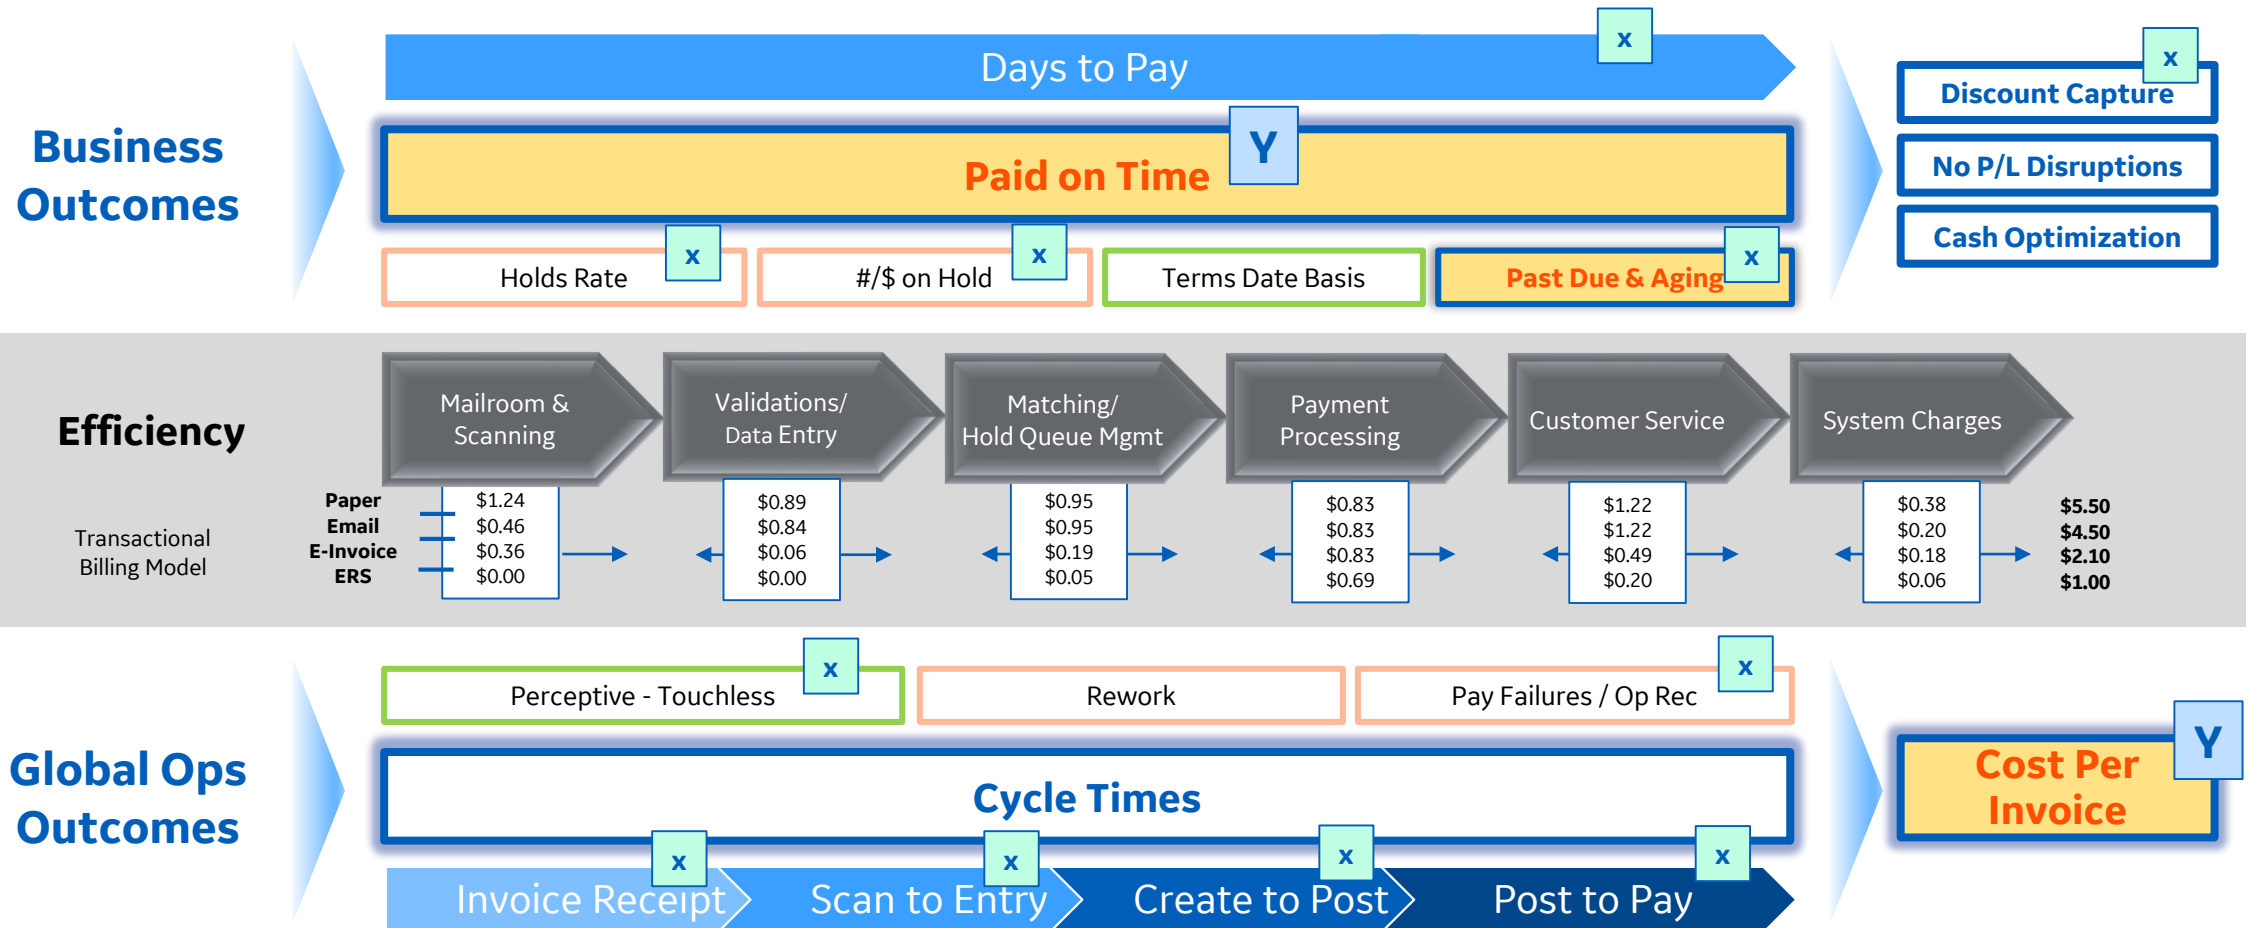 x
Days to Pay
x
Discount Capture
Business
Outcomes
Y
Paid on Time
No P/L Disruptions
Cash Optimization
x
x
x
Holds Rate
#/$ on Hold
Terms Date Basis
Past Due & Aging
Efficiency
Mailroom &
Scanning
Validations/
Data Entry
Matching/
Hold Queue Mgmt
Payment
Processing
Customer Service
System Charges
Transactional
Billing Model
Paper $1.24 $0.89 $0.95 $0.83 $1.22 $0.38 $5.50
Email $0.46 $0.84 $0.95 $0.83 $1.22 $0.20 $4.50
E-Invoice $0.36 $0.06 $0.19 $0.83 $0.49 $0.18 $2.10
ERS $0.00 $0.00 $0.05 $0.69 $0.20 $0.06 $1.00
x
x
Perceptive - Touchless
Rework
Pay Failures / Op Rec
Global Ops
Outcomes
Cycle Times
Y
Cost Per
Invoice
x
x
x
x
Invoice Receipt
Scan to Entry
Create to Post
Post to Pay